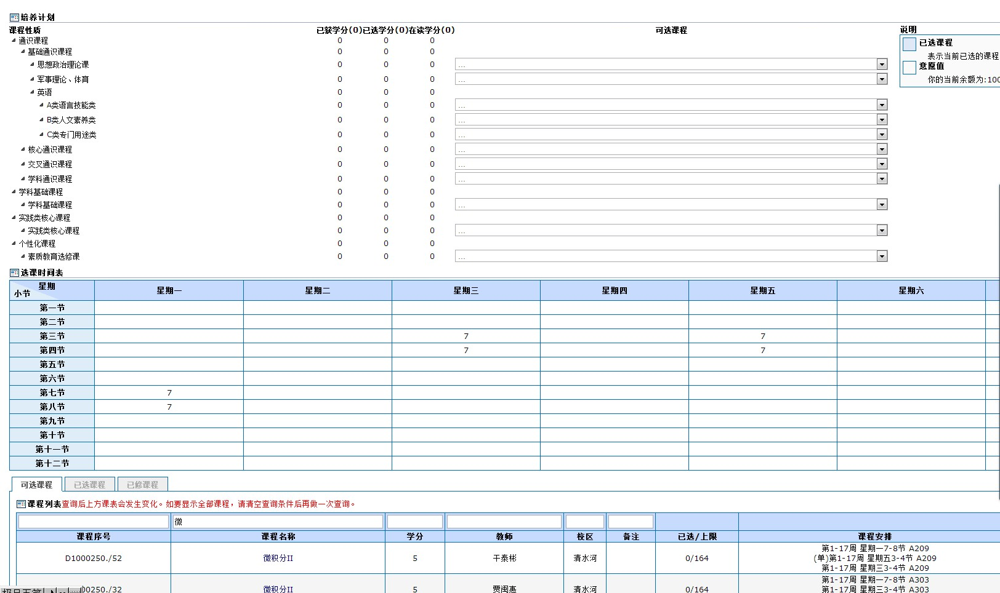 培养计划
课程性质 已获学分(0)已选学分(0)在读学分(0) 可选课程 说明
通识课程 0 0 0
基础通识课程 0 0 0
思想政治理论课 0 0 0 ...
军事理论、体育 0 0 0 ...
英语 0 0 0
A类语言技能类 0 0 0 ...
B类人文素养类 0 0 0 ...
C类专门用途类 0 0 0 ...
核心通识课程 0 0 0 ...
交叉通识课程 0 0 0 ...
学科通识课程 0 0 0 ...
学科基础课程 0 0 0
学科基础课程 0 0 0 ...
实践类核心课程 0 0 0
实践类核心课程 0 0 0 ...
个性化课程 0 0 0
素质教育选修课 0 0 0 ...
已选课程
表示当前已选的课程
意愿值
你的当前余额为:100
选课时间表
星期
小节 星期一 星期二 星期三 星期四 星期五 星期六
第一节
第二节
第三节 7 7
第四节 7 7
第五节
第六节
第七节 7
第八节 7
第九节
第十节
第十一节
第十二节
可选课程 已选课程 已修课程
课程列表查询后上方课表会发生变化。如要显示全部课程，请清空查询条件后再做一次查询。
微
课程序号 课程名称 学分 教师 校区 备注 已选/上限 课程安排
第1-17周 星期一7-8节 A209
D1000250./52 微积分II 5 干泰彬 清水河 0/164 (单)第1-17周 星期五3-4节 A209
第1-17周 星期三3-4节 A209
第1-17周 星期一7-8节 A303
00250./32 微积分II 5 贾闽惠 清水河 0/164 第1-17周 星期三3-4节 A303